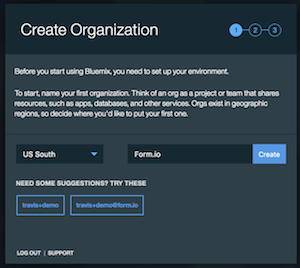 Create Organization
1 2 3
Before you start using Bluemix, you need to set up your environment.
To start, name your first organization. Think of an org as a project or team that shares
resources, such as apps, databases, and other services. Orgs exist in geographic
regions, so decide where you'd like to put your first one.
US South Form.io Create
NEED SOME SUGGESTIONS? TRY THESE
travis+demo travis+demo@form.io
LOG OUT | SUPPORT